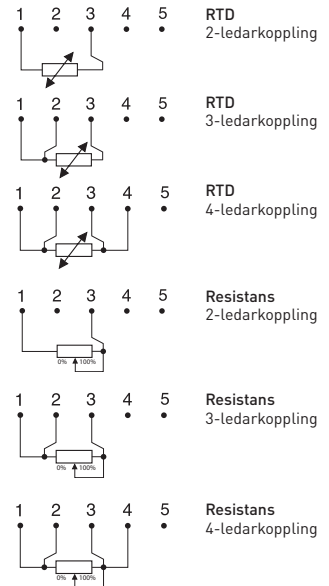 1 2 3 4 5 RTD
2-ledarkoppling
1 2 3 4 5 RTD
3-ledarkoppling
1 2 3 4 5 RTD
4-ledarkoppling
1 2 3 4 5 Resistans
2-ledarkoppling
0% 100%
1 2 3 4 5 Resistans
3-ledarkoppling
0% 100%
1 2 3 4 5 Resistans
4-ledarkoppling
0% 100%